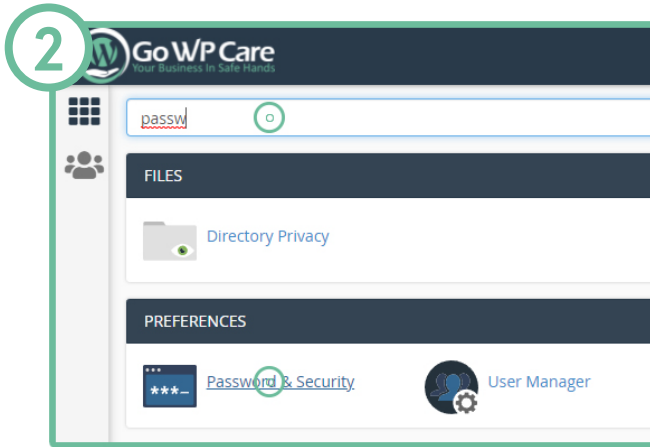 2
Go WP Care
Your Business In Safe Hands
passw
FILES
Directory Privacy
PREFERENCES
***_
Password & Security
User Manager